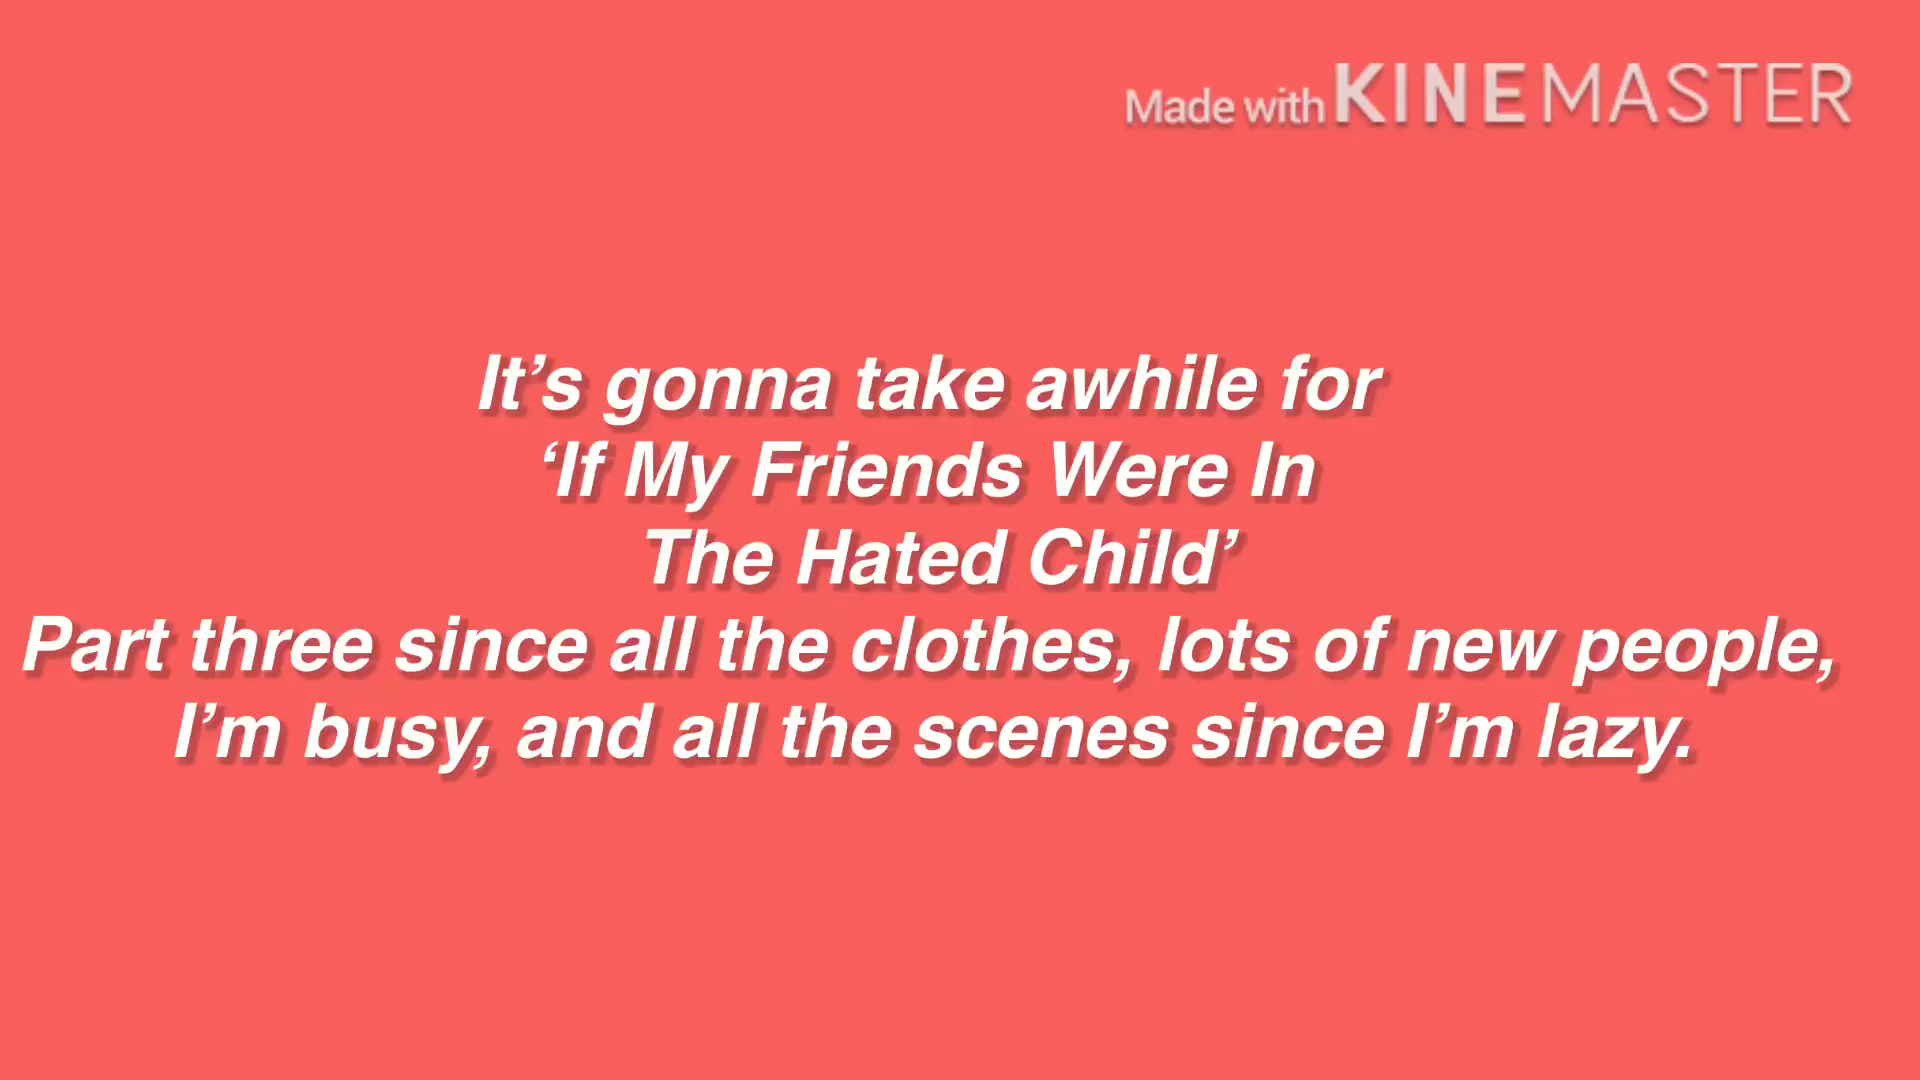 Made with KINEMASTER
It’s gonna take awhile for
‘If My Friends Were In
The Hated Child’
Part three since all the clothes, lots of new people,
I’m busy, and all the scenes since I’m lazy.